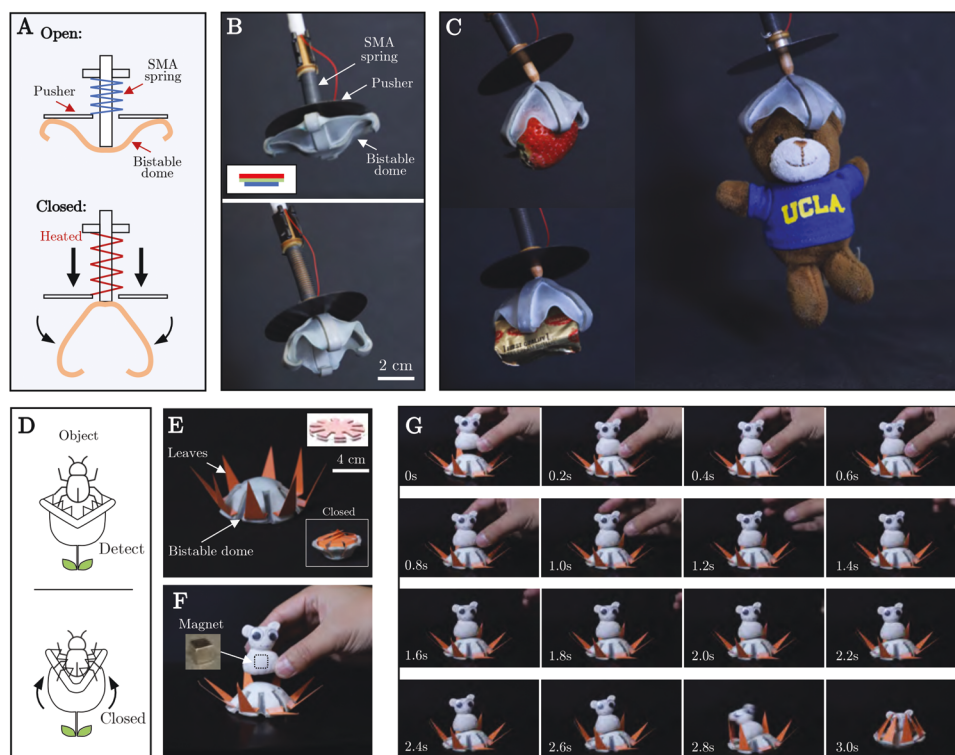 A
Open:
SMA
spring
Pusher
Bistable
dome
Closed:
Heated
B
SMA
spring
Pusher
Bistable
dome
2 cm
C
UCLA
D
Object
Detect
Closed
E
Leaves
4 cm
Closed
Bistable dome
F
Magnet
G
0s
0.2s
0.4s
0.6s
0.8s
1.0s
1.2s
1.4s
1.6s
1.8s
2.0s
2.2s
2.4s
2.6s
2.8s
3.0s